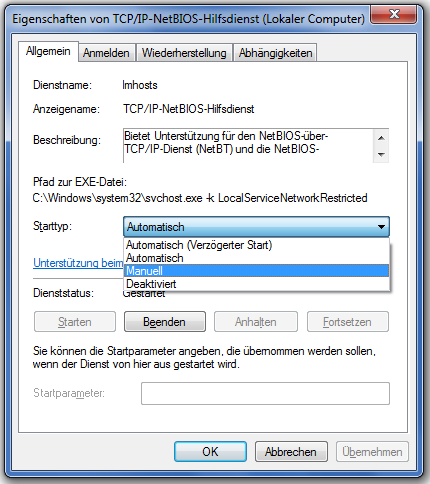 Eigenschaften von TCP/IP-NetBIOS-Hilfsdienst (Lokaler Computer)
Allgemein Anmelden Wiederherstellung Abhängigkeiten
Dienstname: lmhosts
Anzeigename: TCP/IP-NetBIOS-Hilfsdienst
Beschreibung: Bietet Unterstützung für den NetBIOS-über-
TCP/IP-Dienst (NetBT) und die NetBIOS-
Pfad zur EXE-Datei:
C:\Windows\system32\svchost.exe -k LocalServiceNetworkRestricted
Starttyp: Automatisch
Automatisch (Verzögerter Start)
Automatisch
Unterstützung beim
Manuell
Deaktiviert
Dienststatus: Gestartet
Starten Beenden Anhalten Fortsetzen
Sie können die Startparameter angeben, die übernommen werden sollen,
wenn der Dienst von hier aus gestartet wird.
Startparameter:
OK Abbrechen Übernehmen